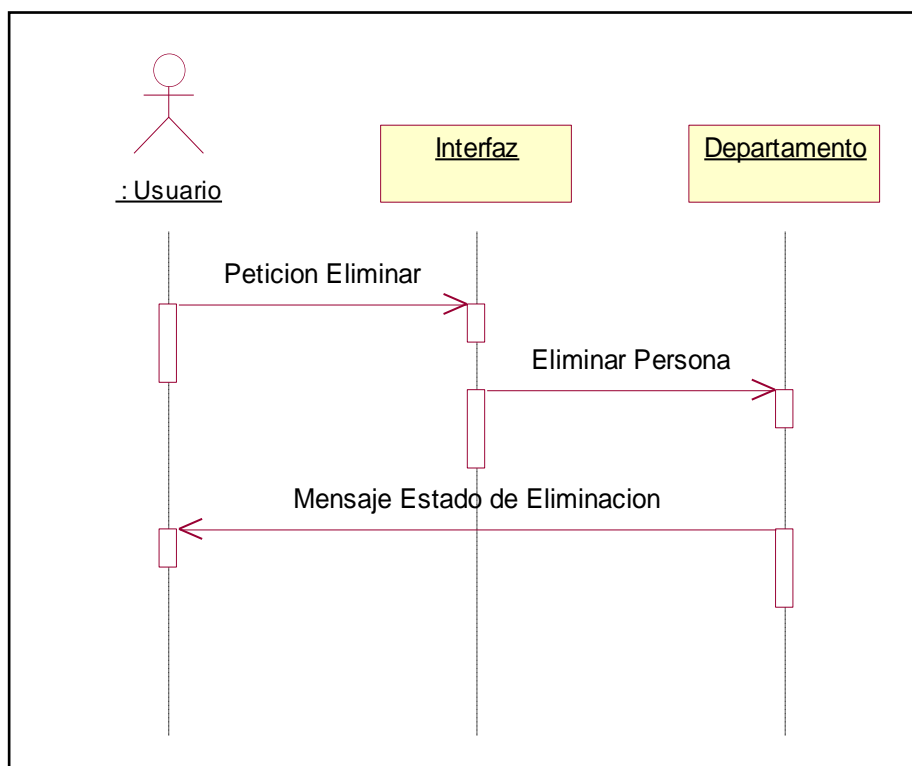 Interfaz
Departamento
: Usuario
Peticion Eliminar
Eliminar Persona
Mensaje Estado de Eliminacion